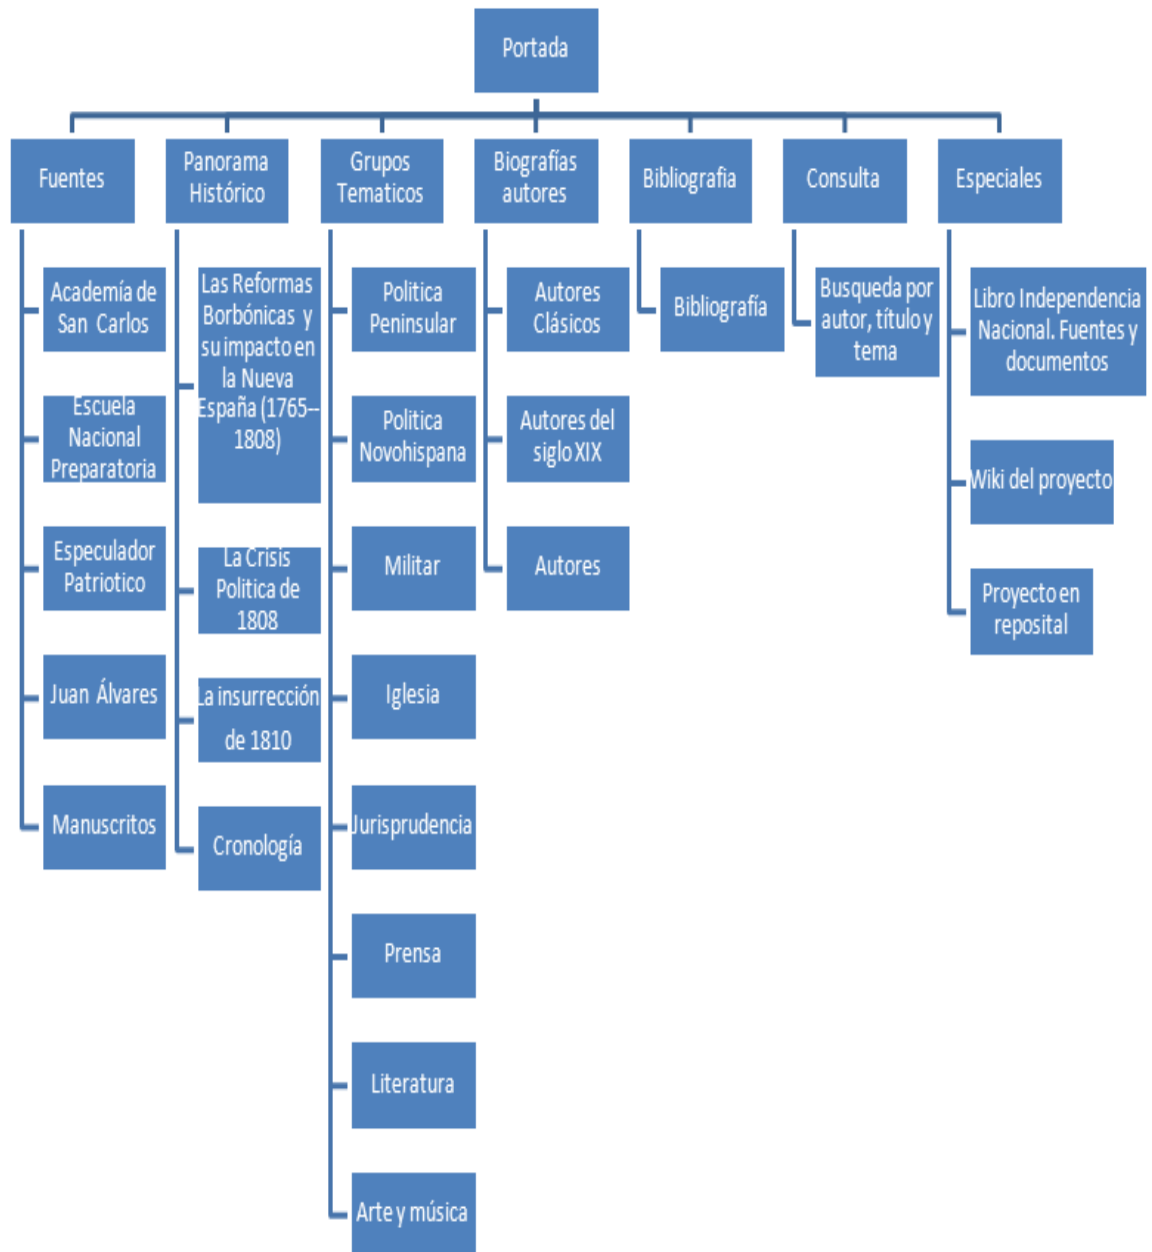 Portada
Fuentes
Academía de
San Carlos
Escuela
Nacional
Preparatoria
Especulador
Patriotico
Juan Álvares
Manuscritos
Panorama
Histórico
Las Reformas
Borbónicas y
su impacto en
la Nueva
España (1765--
1808)
La Crisis
Politica de
1808
La insurrección
de 1810
Cronología
Grupos
Tematicos
Politica
Peninsular
Politica
Novohispana
Militar
Iglesia
Jurisprudencia
Prensa
Literatura
Arte y música
Biografías
autores
Autores
Clásicos
Autores del
siglo XIX
Autores
Bibliografia
Bibliografía
Consulta
Busqueda por
autor, título y
tema
Especiales
Libro Independencia
Nacional. Fuentes y
documentos
Wiki del proyecto
Proyecto en
reposital